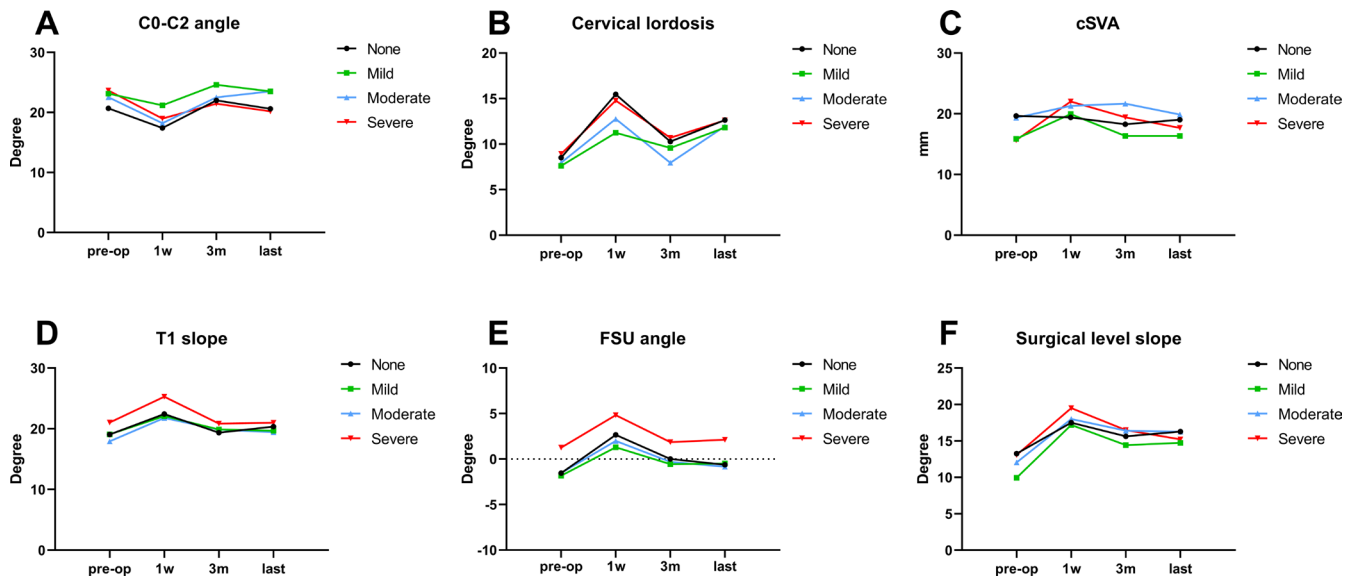 A
C0-C2 angle
Degree
30
20
10
0
pre-op 1w 3m last
None
Mild
Moderate
Severe
B
Cervical lordosis
Degree
20
15
10
5
0
pre-op 1w 3m last
None
Mild
Moderate
Severe
C
cSVA
mm
30
20
10
0
pre-op 1w 3m last
None
Mild
Moderate
Severe
D
T1 slope
Degree
30
20
10
0
pre-op 1w 3m last
None
Mild
Moderate
Severe
E
FSU angle
Degree
10
5
0
-5
-10
pre-op 1w 3m last
None
Mild
Moderate
Severe
F
Surgical level slope
Degree
25
20
15
10
5
0
pre-op 1w 3m last
None
Mild
Moderate
Severe